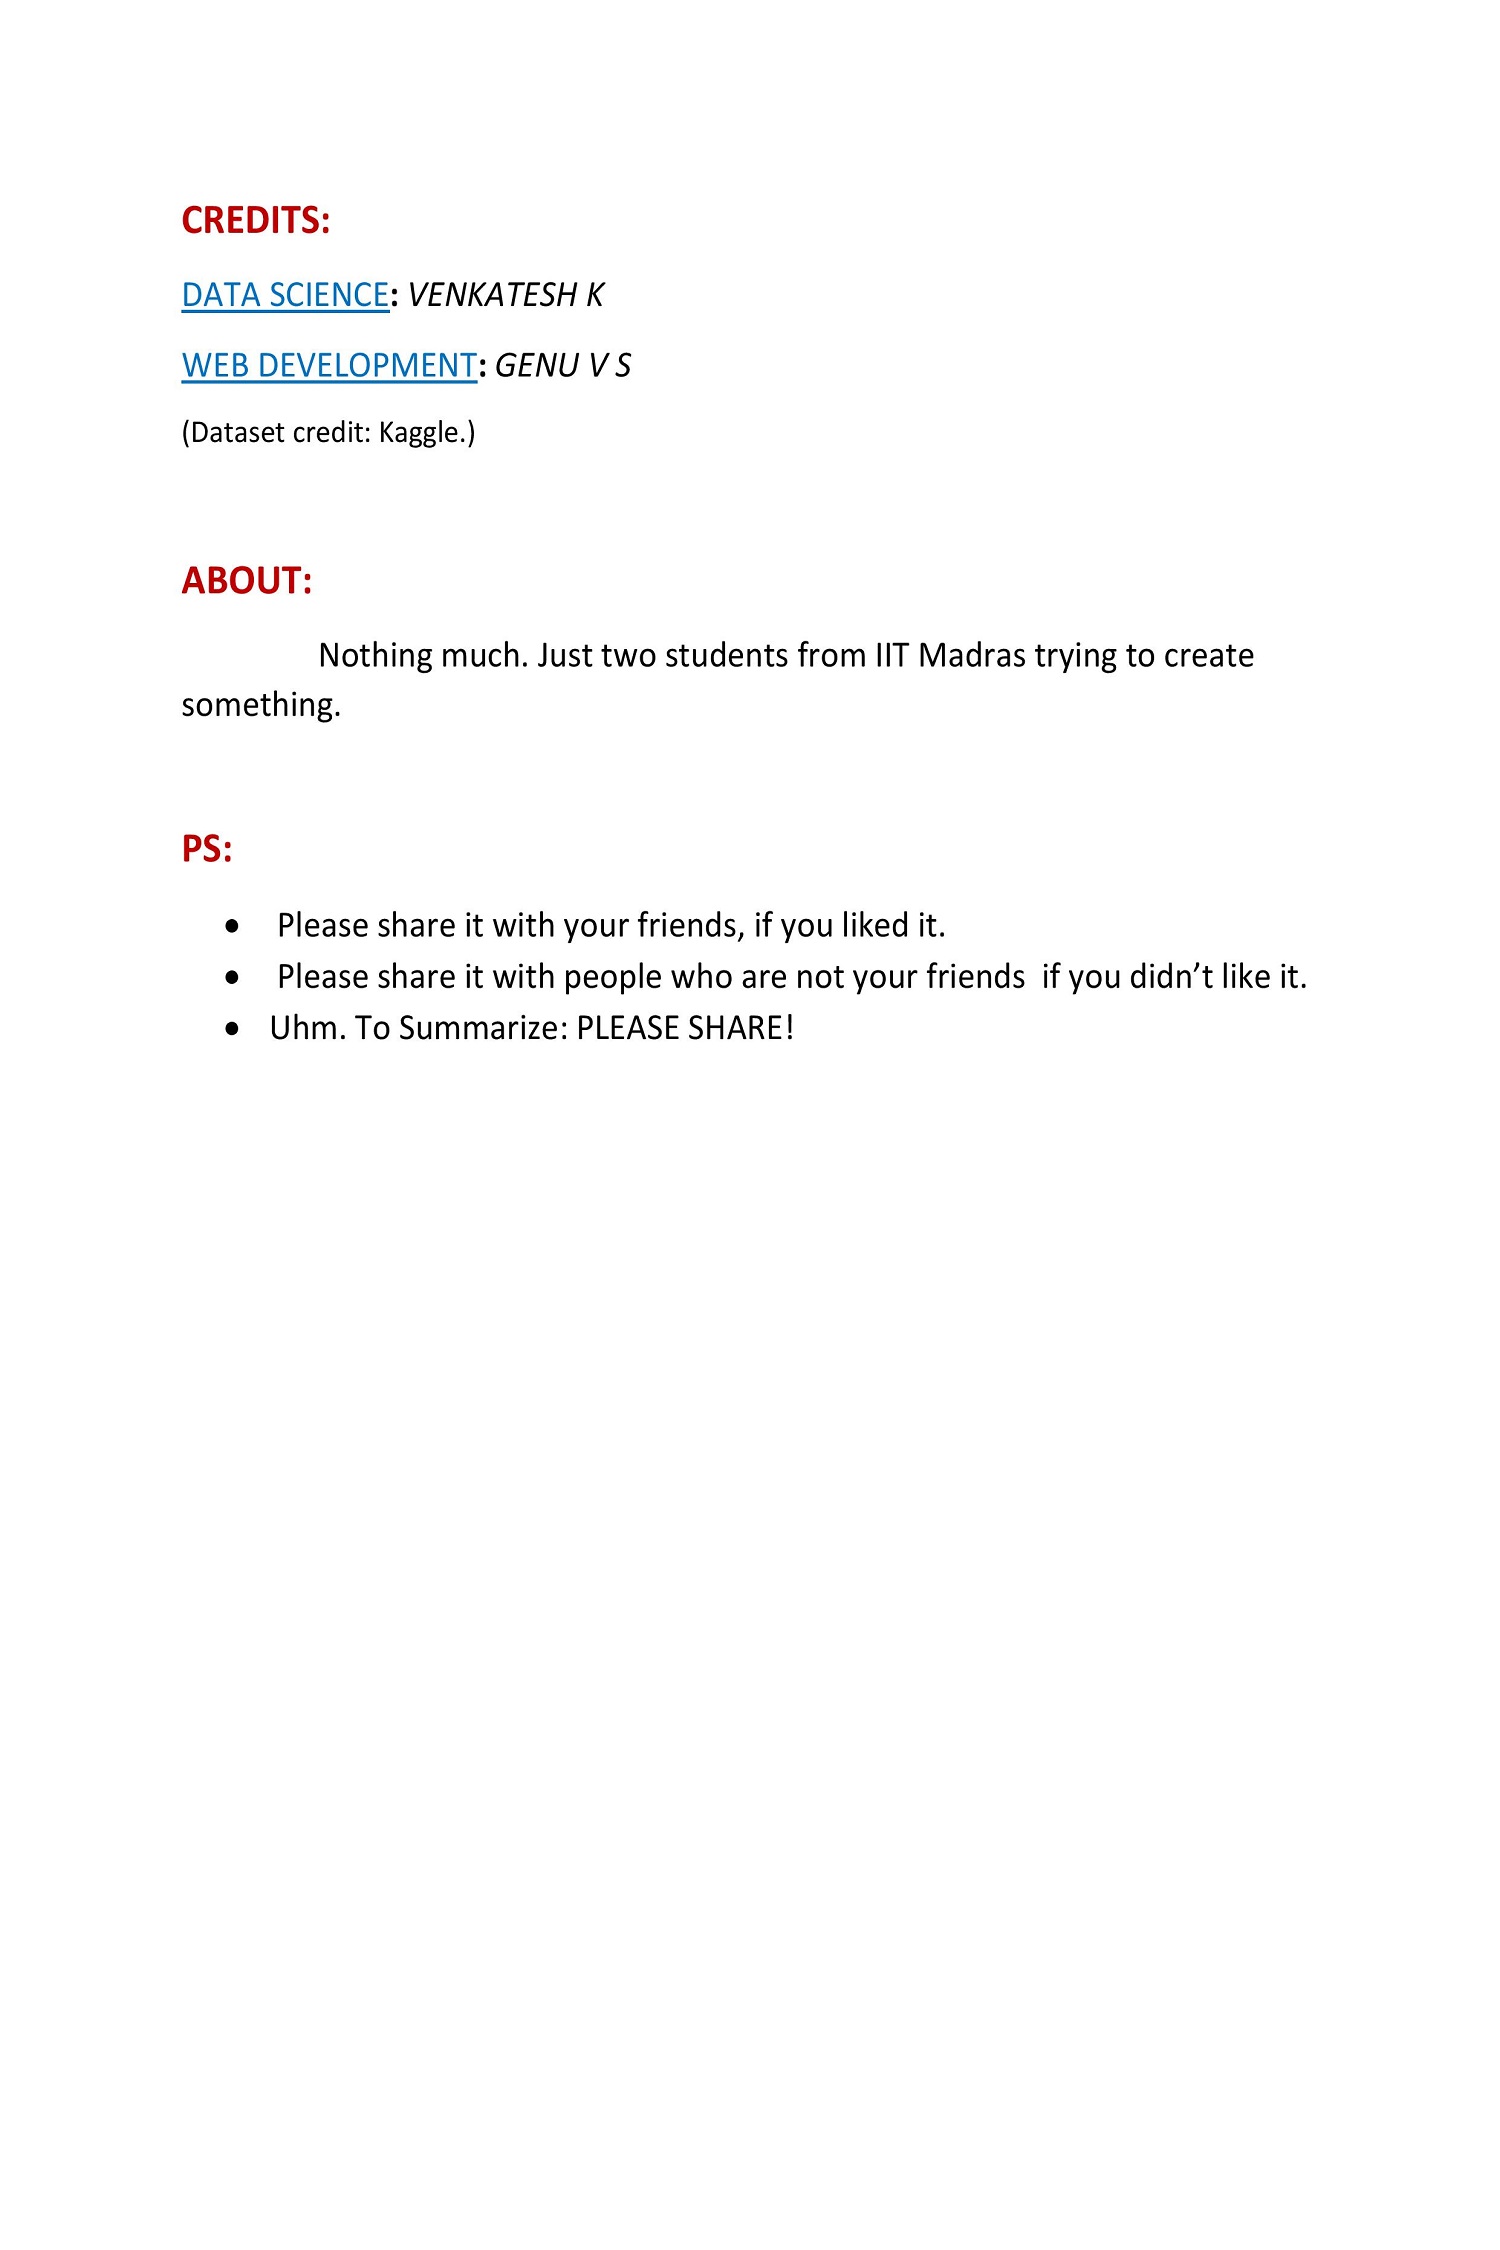 CREDITS:
DATA SCIENCE: VENKATESH K
WEB DEVELOPMENT: GENU V S
(Dataset credit: Kaggle.)
ABOUT:
Nothing much. Just two students from IIT Madras trying to create
something.
PS:
• Please share it with your friends, if you liked it.
• Please share it with people who are not your friends  if you didn’t like it.
• Uhm. To Summarize: PLEASE SHARE!